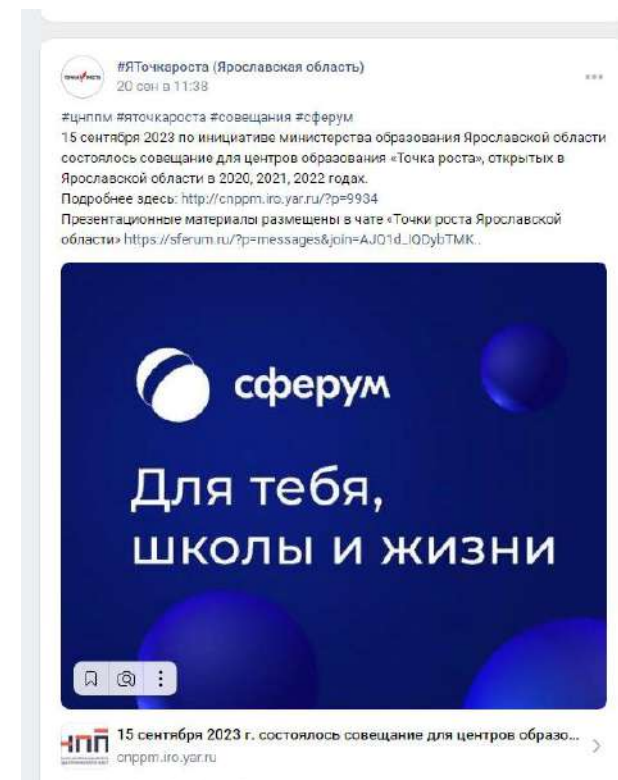 #ЯТочкароста (Ярославская область)
20 сен в 11:38
#цнппм #яточкароста #совещания #сферум
15 сентября 2023 по инициативе министерства образования Ярославской области
состоялось совещание для центров образования «Точка роста», открытых в
Ярославской области в 2020, 2021, 2022 годах.
Подробнее здесь: http://cnppm.iro.yar.ru/?p=9934
Презентационные материалы размещены в чате «Точки роста Ярославской
области» https://sferum.ru/?p=messages&join=AJQ1d_IQDybTMK..
сферум
Для тебя,
школы и жизни
15 сентября 2023 г. состоялось совещание для центров образо...
cnppm.iro.yar.ru